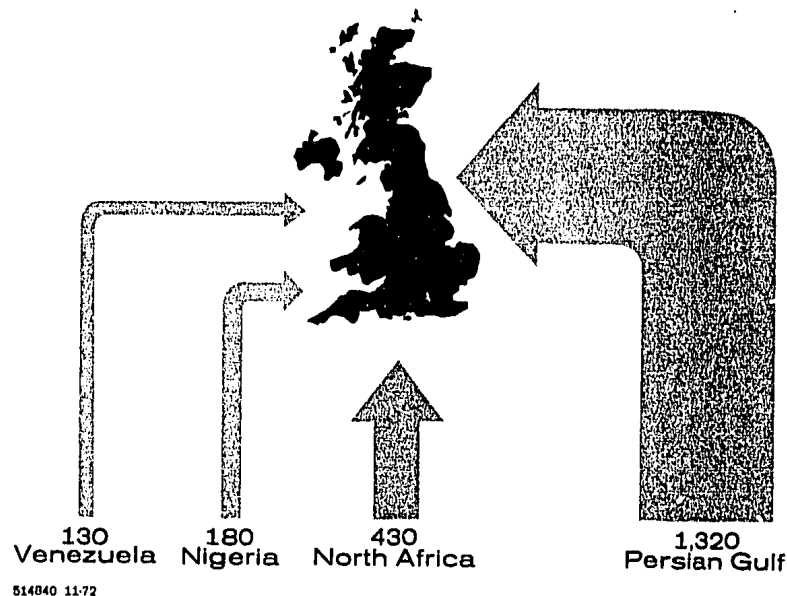 130
Venezuela
180
Nigeria
430
North Africa
1,320
Persian Gulf
514840 11-72